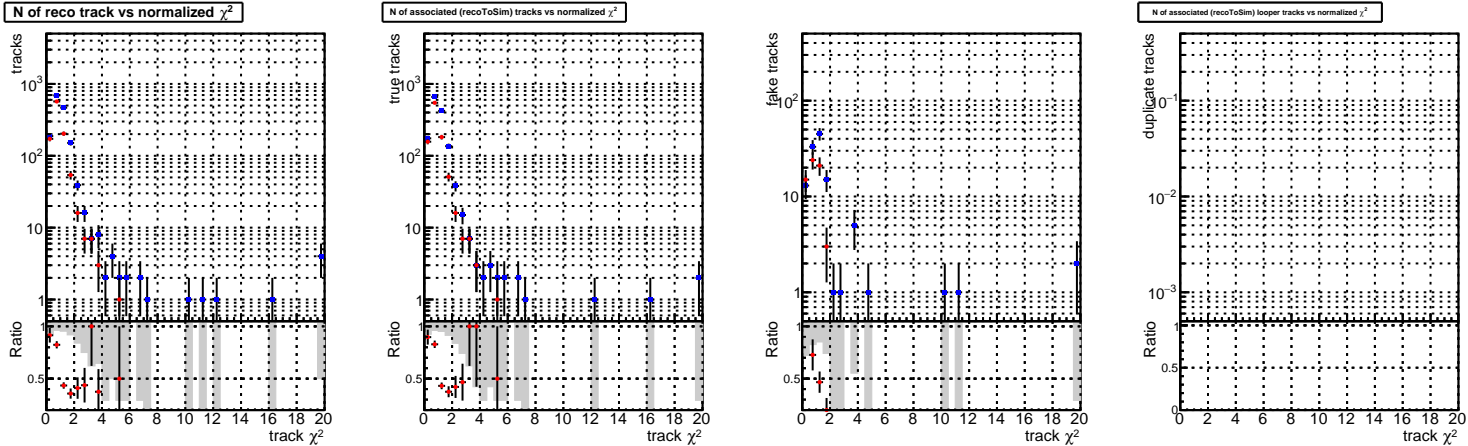 N of reco track vs normalized χ²
tracks
10³
10²
10
1
Ratio
1
0.5
0 2 4 6 8 10 12 14 16 18 20
track χ²
N of associated (recoToSim) tracks vs normalized χ²
true tracks
10³
10²
10
1
Ratio
1
0.5
0 2 4 6 8 10 12 14 16 18 20
track χ²
fake tracks
10²
10
1
Ratio
1
0.5
0 2 4 6 8 10 12 14 16 18 20
track χ²
N of associated (recoToSim) looper tracks vs normalized χ²
duplicate tracks
10⁻¹
10⁻²
10⁻³
Ratio
1
0.5
0
0 2 4 6 8 10 12 14 16 18 20
track χ²